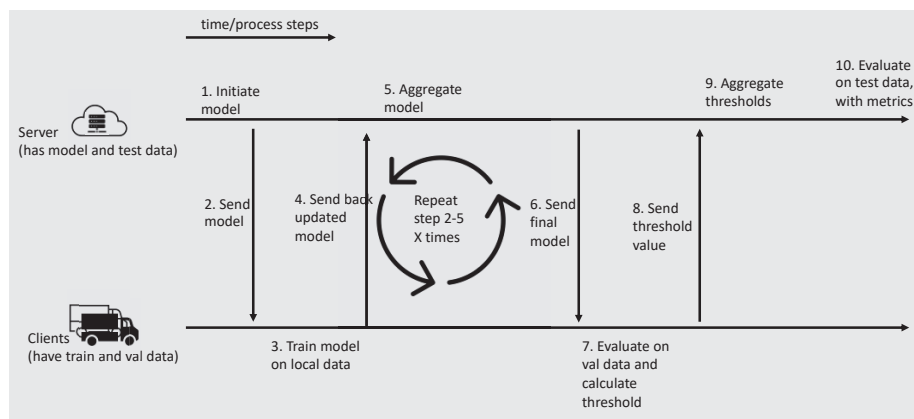 time/process steps
1. Initiate
model
5. Aggregate
model
9. Aggregate
thresholds
10. Evaluate
on test data,
with metrics
Server
(has model and test data)
2. Send
model
4. Send back
updated
model
Repeat
step 2-5
X times
6. Send
final
model
8. Send
threshold
value
Clients
(have train and val data)
3. Train model
on local data
7. Evaluate on
val data and
calculate
threshold